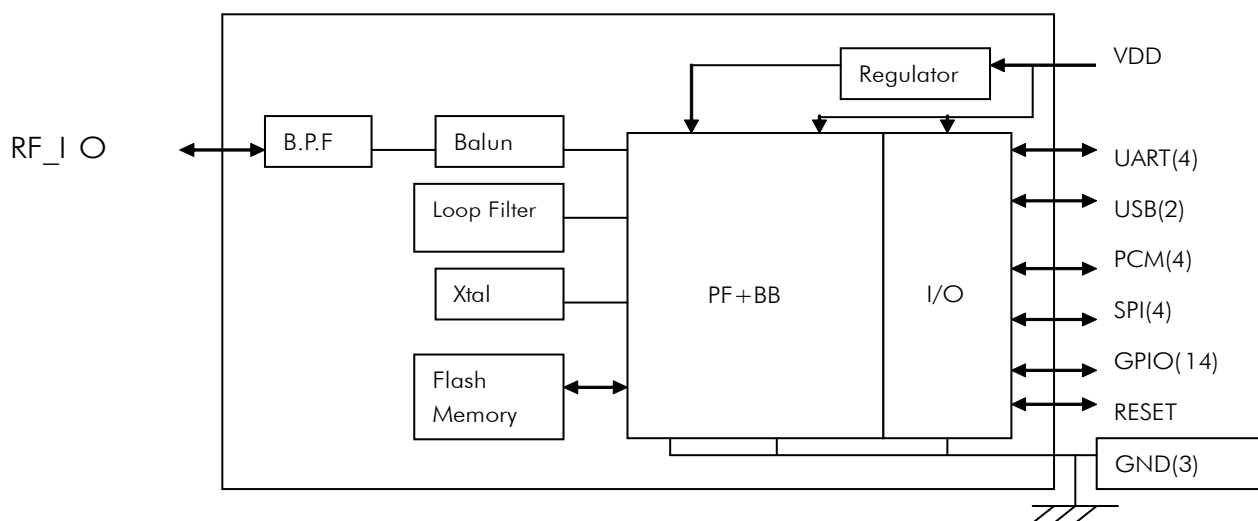 VDD
Regulator
RF_I O
B.P.F
Balun
UART(4)
Loop Filter
USB(2)
PCM(4)
Xtal
PF+BB
I/O
SPI(4)
GPIO(14)
Flash
Memory
RESET
GND(3)